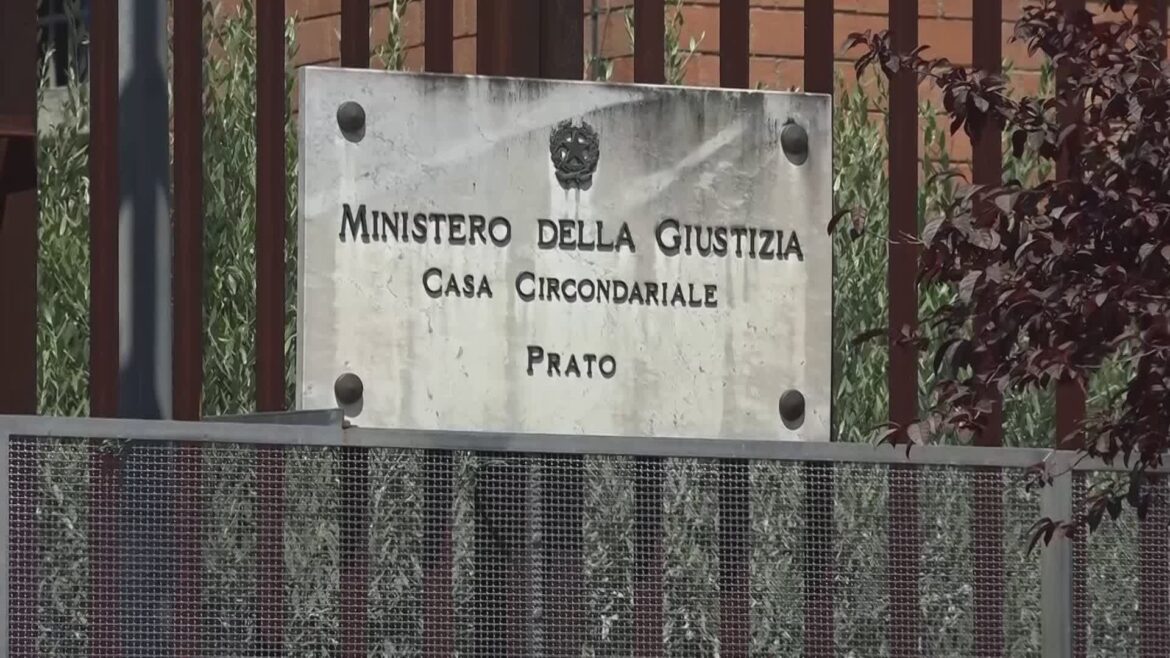 MINISTERO DELLA GIUSTIZIA
CASA CIRCONDARIALE
PRATO